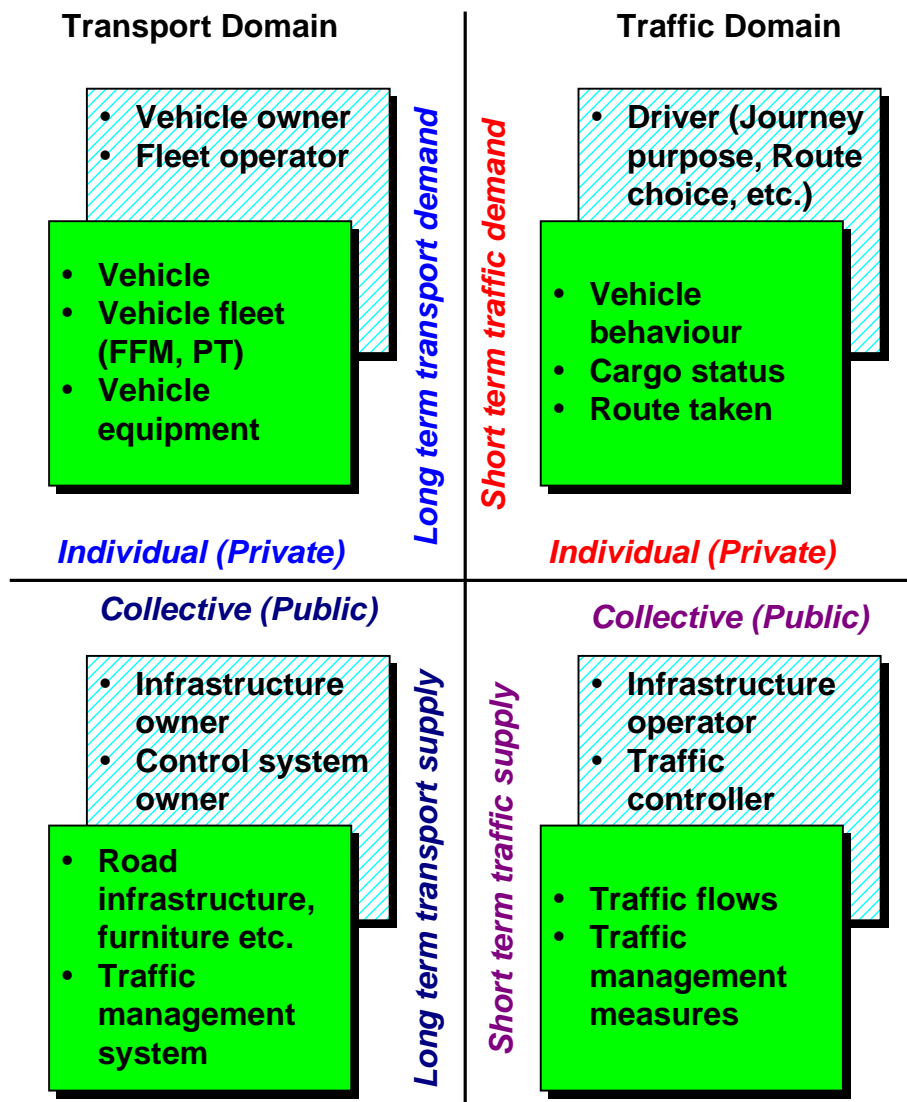 Transport Domain
Traffic Domain
• Vehicle owner
• Fleet operator
• Vehicle
• Vehicle fleet
(FFM, PT)
• Vehicle
equipment
Long term transport demand
Individual (Private)
Short term traffic demand
• Driver (Journey
purpose, Route
choice, etc.)
• Vehicle
behaviour
• Cargo status
• Route taken
Individual (Private)
Collective (Public)
• Infrastructure
owner
• Control system
owner
• Road
infrastructure,
furniture etc.
• Traffic
management
system
Long term transport supply
Collective (Public)
Short term traffic supply
• Infrastructure
operator
• Traffic
controller
• Traffic flows
• Traffic
management
measures